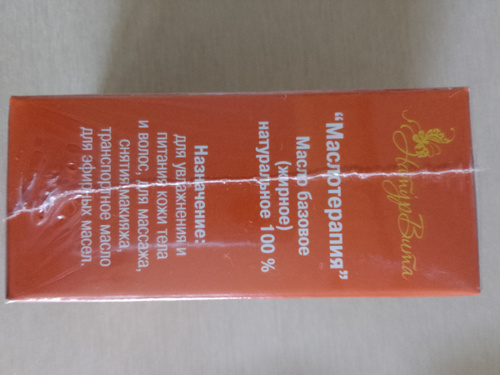 НатурВита
"Маслотерапия"
Масло базовое
(жирное)
натуральное 100 %
Назначение:
для увлажнения и
питания кожи тела
и волос, для массажа,
снятия макияжа,
транспортное масло
для эфирных масел.